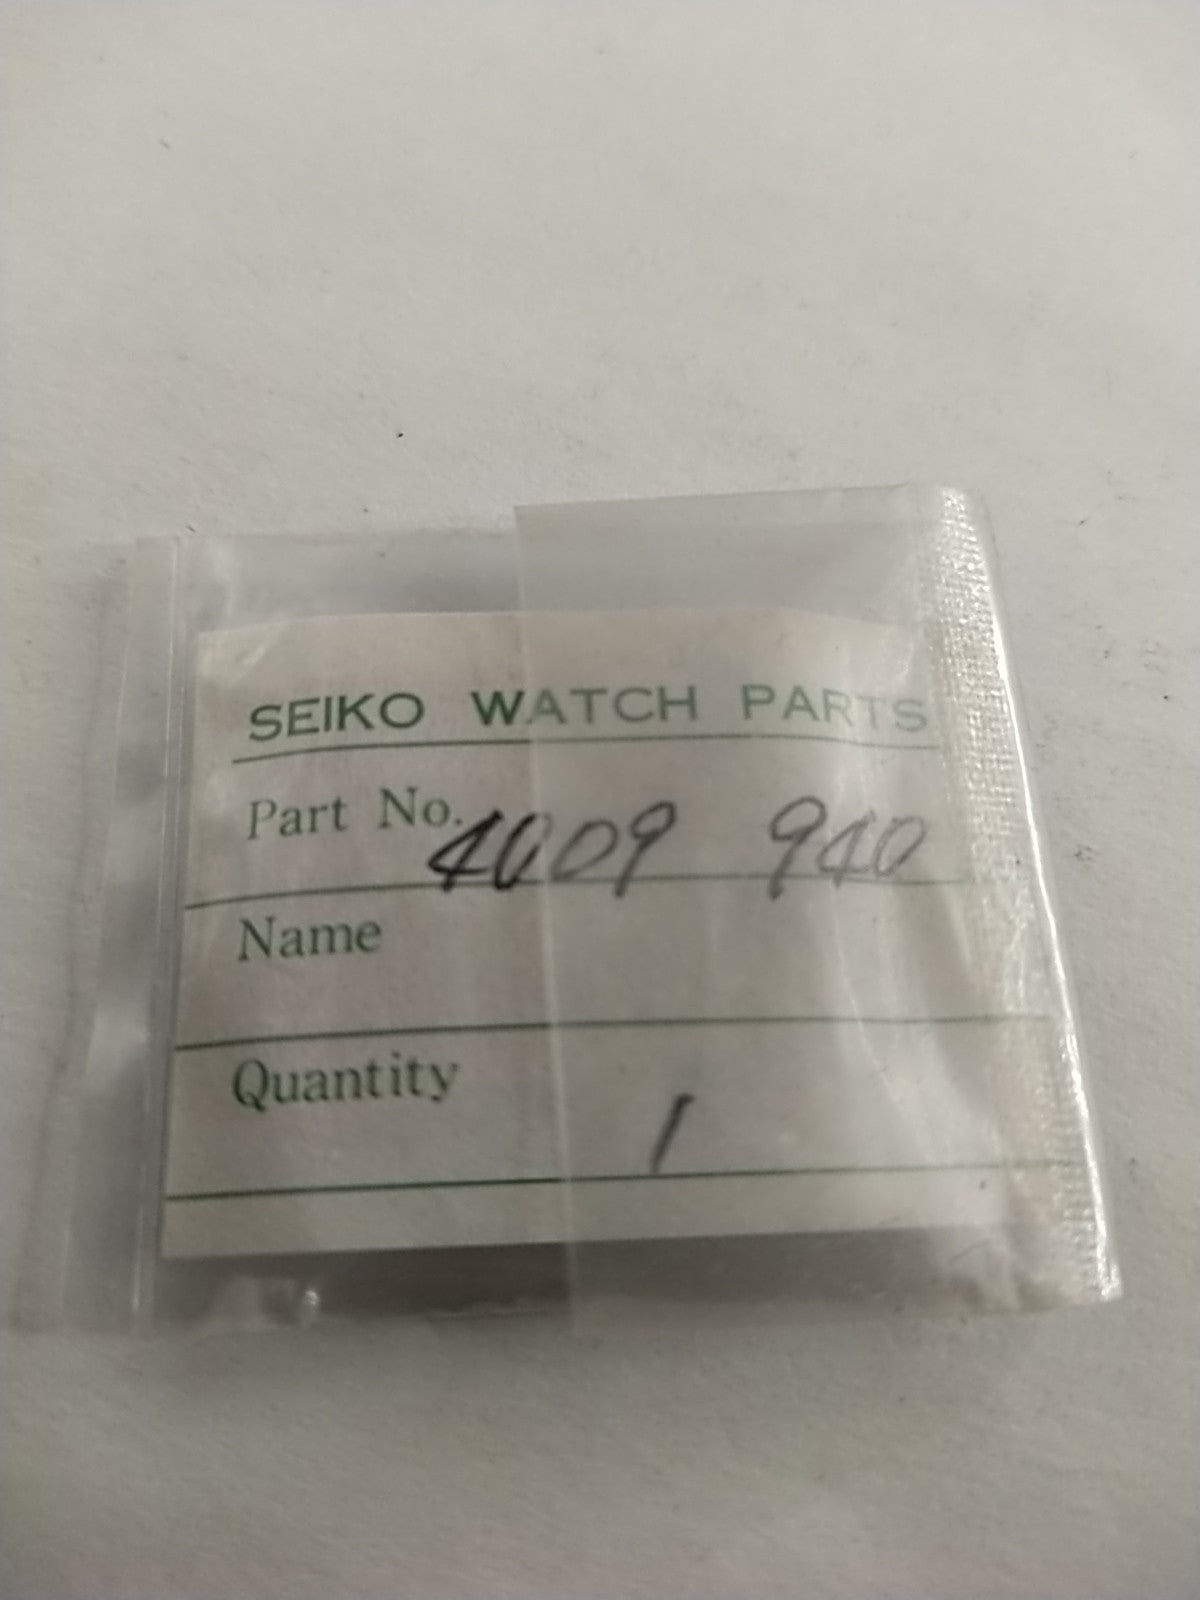 SEIKO WATCH PARTS
Part No. 4009 940
Name
Quantity
1